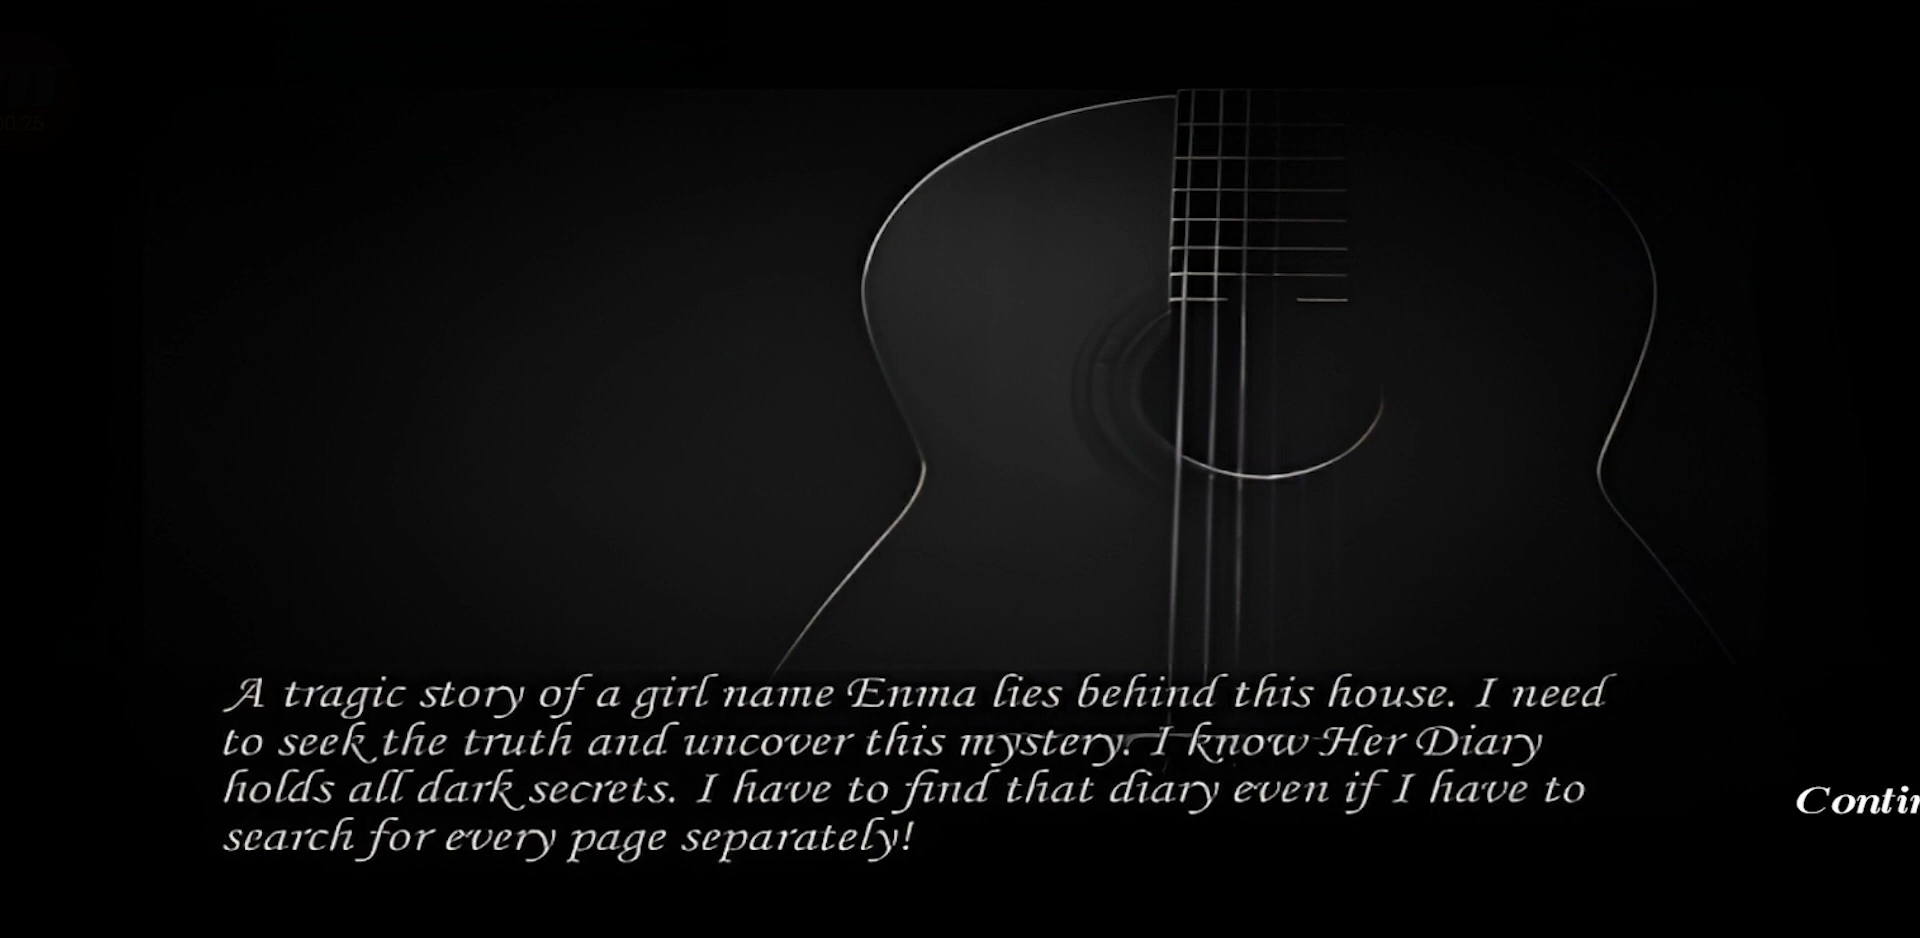 00:25
A tragic story of a girl name Enma lies behind this house. I need
to seek the truth and uncover this mystery. I know Her Diary
holds all dark secrets. I have to find that diary even if I have to
search for every page separately!